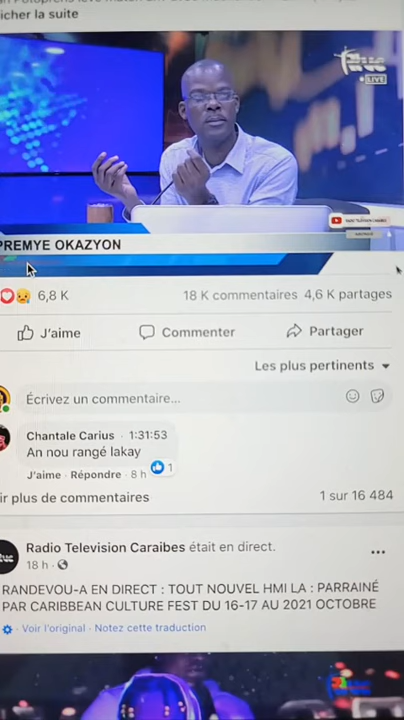 icher la suite
LIVE
PREMYE OKAZYON
6,8 K
18 K commentaires 4,6 K partages
J'aime
Commenter
Partager
Les plus pertinents
Écrivez un commentaire...
Chantale Carius · 1:31:53
An nou rangé lakay
J'aime · Répondre · 8 h
1
ir plus de commentaires
1 sur 16 484
Radio Television Caraibes était en direct.
18 h ·
RANDEVOU-A EN DIRECT : TOUT NOUVEL HMI LA : PARRAINÉ
PAR CARIBBEAN CULTURE FEST DU 16-17 AU 2021 OCTOBRE
Voir l'original · Notez cette traduction